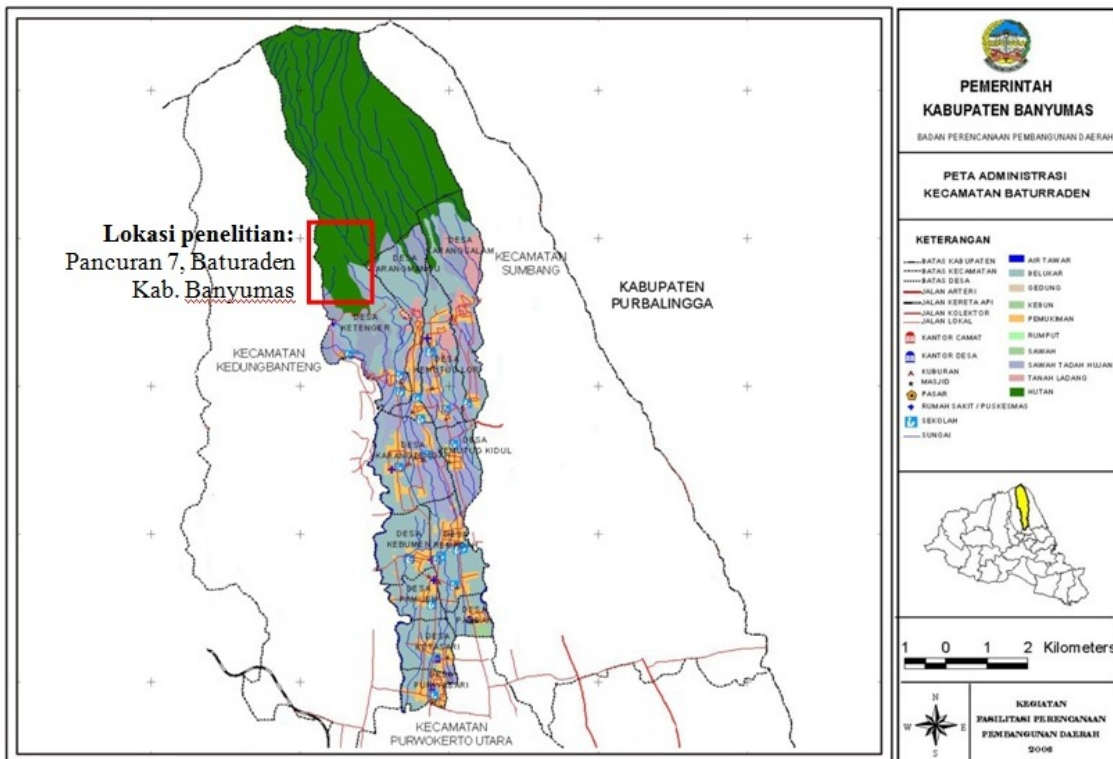 Lokasi penelitian:
Pancuran 7, Baturaden
Kab. Banyumas
DESA
KARANGSALAM
KECAMATAN
SUMBANG
DESA
KABUPATEN
PURBALINGGA
DESA
KETENGER
KECAMATAN
KEDUNGBANTENG
DESA
DESA
KEMUTUG KIDUL
DESA
DESA
KEBUMEN
DESA
DESA
DESA
KECAMATAN
PURWOKERTO UTARA
PEMERINTAH
KABUPATEN BANYUMAS
BADAN PERENCANAAN PEMBANGUNAN DAERAH
PETA ADMINISTRASI
KECAMATAN BATURRADEN
KETERANGAN
BATAS KABUPATEN
BATAS KECAMATAN
BATAS DESA
JALAN ARTERI
JALAN KERETA API
JALAN KOLEKTOR
JALAN LOKAL
KANTOR CAMAT
KANTOR DESA
KUBURAN
MASJID
PASAR
RUMAH SAKIT / PUSKESMAS
SEKOLAH
SUNGAI
AIR TAWAR
BELUKAR
GEDUNG
KEBUN
PEMUKIMAN
RUMPUT
SAWAH
SAWAH TADAH HUJAN
TANAH LADANG
HUTAN
1 0 1 2 Kilometers
N
W E
S
KEGIATAN
FASILITASI PERENCANAAN
PEMBANGUNAN DAERAH
2006